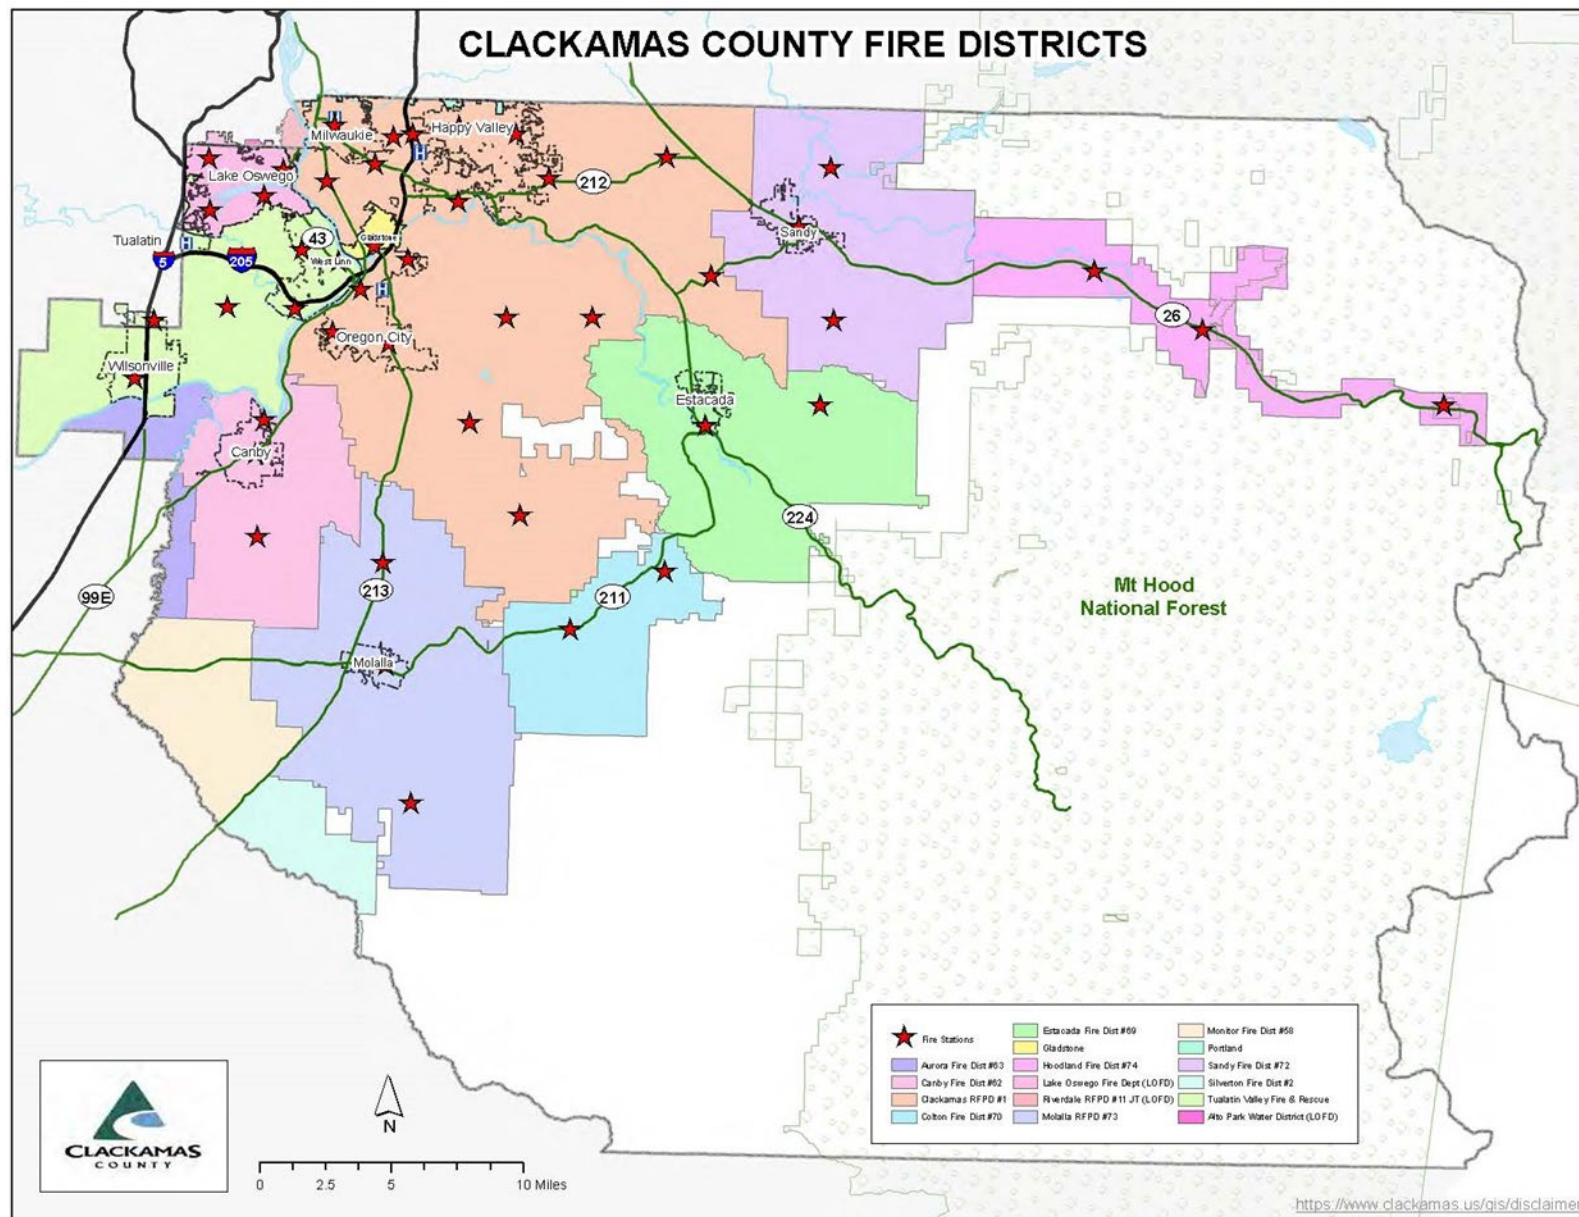 CLACKAMAS COUNTY FIRE DISTRICTS
Milwaukie
H
Happy Valley
H
Lake Oswego
212
Tualatin
H
43
Gladstone
Sandy
5
205
West Linn
H
26
Oregon City
Wilsonville
Estacada
Canby
224
99E
213
211
Mt Hood
National Forest
Molalla
Fire Stations
Aurora Fire Dist #63
Canby Fire Dist #62
Clackamas RFPD #1
Colton Fire Dist #70
Estacada Fire Dist #69
Gladstone
Hoodland Fire Dist #74
Lake Oswego Fire Dept (LOFD)
Riverdale RFPD #11 JT (LOFD)
Molalla RFPD #73
Monitor Fire Dist #58
Portland
Sandy Fire Dist #72
Silverton Fire Dist #2
Tualatin Valley Fire & Rescue
Alto Park Water District (LOFD)
CLACKAMAS
COUNTY
N
0 2.5 5 10 Miles
https://www.clackamas.us/gis/disclaimer